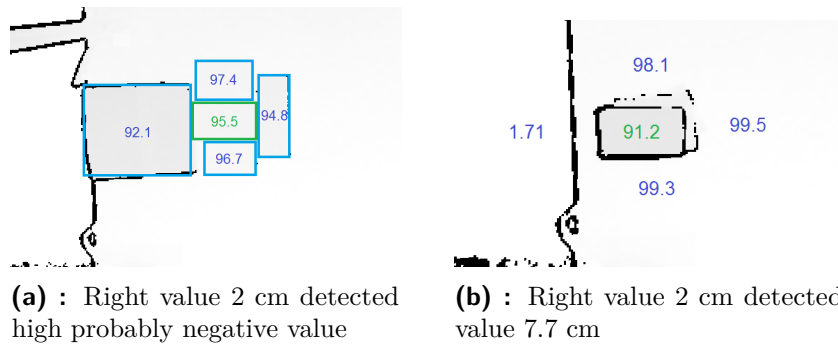 97.4
92.1
95.5
94.8
96.7
98.1
1.71
91.2
99.5
99.3
(a) : Right value 2 cm detected
high probably negative value
(b) : Right value 2 cm detected
value 7.7 cm